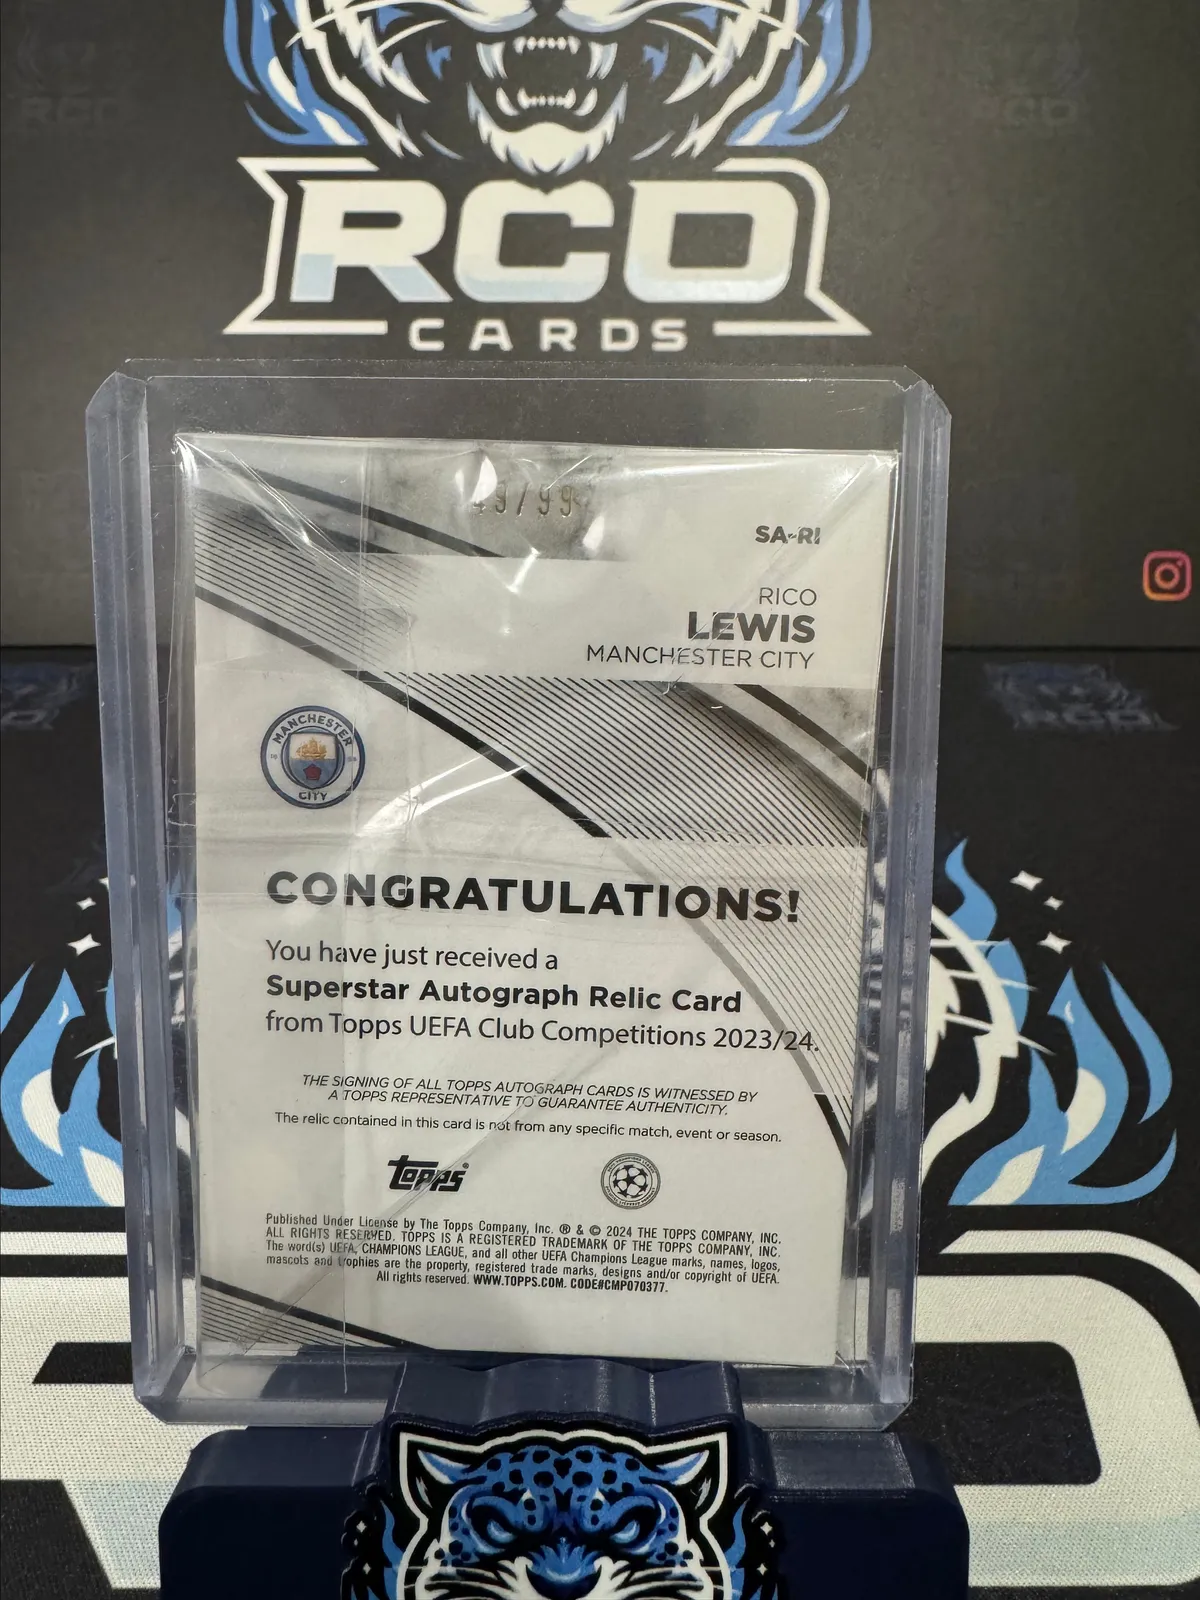 RCD
CARDS
/99
SA-RI
RICO
LEWIS
MANCHESTER CITY
MANCHESTER
18 94
CITY
CONGRATULATIONS!
You have just received a
Superstar Autograph Relic Card
from Topps UEFA Club Competitions 2023/24.
THE SIGNING OF ALL TOPPS AUTOGRAPH CARDS IS WITNESSED BY
A TOPPS REPRESENTATIVE TO GUARANTEE AUTHENTICITY.
The relic contained in this card is not from any specific match, event or season.
topps®
Published Under License by The Topps Company, Inc. ® & © 2024 THE TOPPS COMPANY, INC.
ALL RIGHTS RESERVED. TOPPS IS A REGISTERED TRADEMARK OF THE TOPPS COMPANY, INC.
The word(s) UEFA, CHAMPIONS LEAGUE, and all other UEFA Champions League marks, names, logos,
mascots and trophies are the property, registered trade marks, designs and/or copyright of UEFA.
All rights reserved. WWW.TOPPS.COM. CODE#CMP070377.